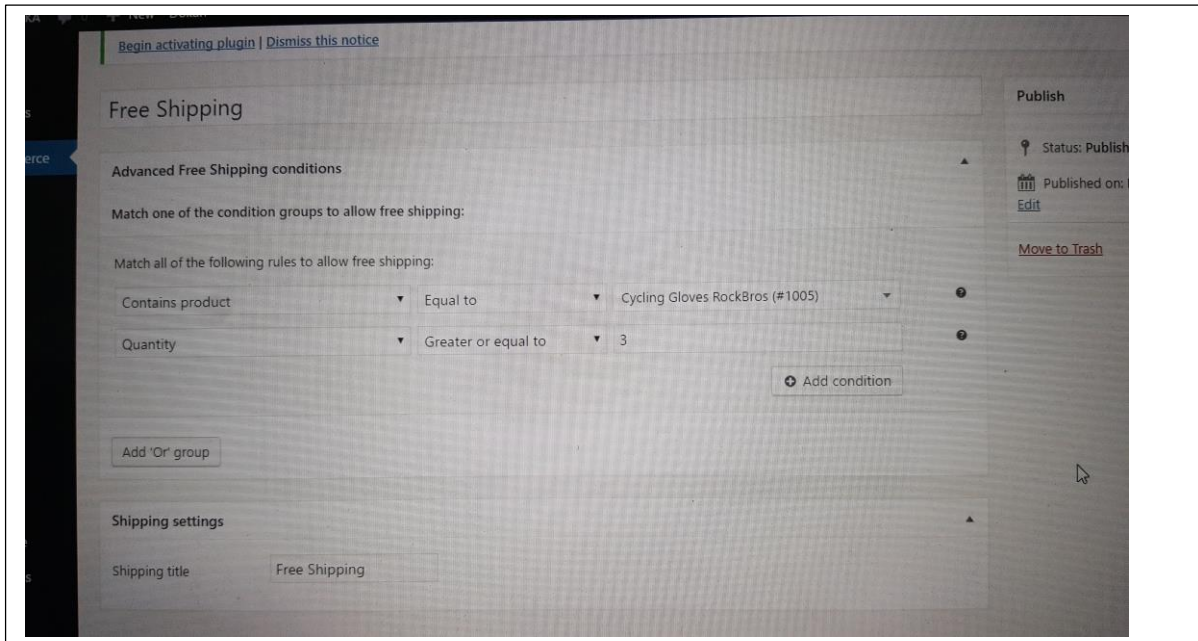 New Dokan
Begin activating plugin | Dismiss this notice
Free Shipping
Publish
erce
Advanced Free Shipping conditions
Status: Publish
Published on:
Match one of the condition groups to allow free shipping:
Edit
Match all of the following rules to allow free shipping:
Move to Trash
Contains product Equal to Cycling Gloves RockBros (#1005)
Quantity Greater or equal to 3
Add condition
Add 'Or' group
Shipping settings
Shipping title Free Shipping